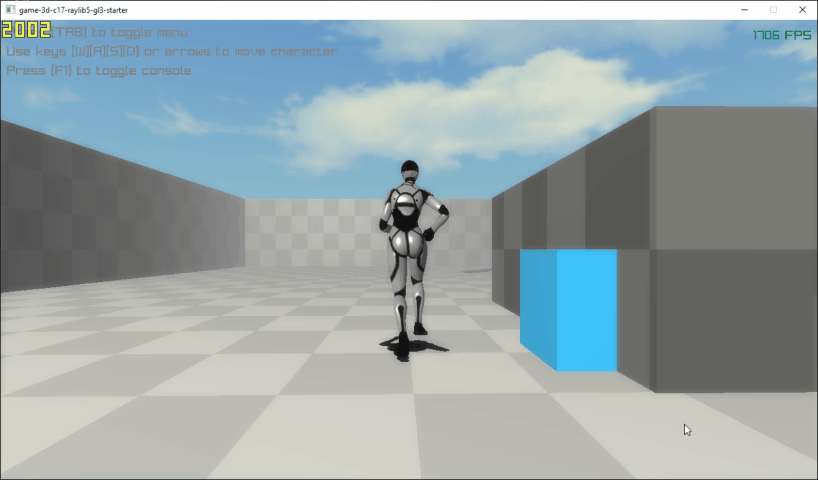 game-3d-c17-raylib5-gl3-starter
2002 [TAB] to toggle menu
1706 FPS
Use keys [W][A][S][D] or arrows to move character
Press [F1] to toggle console